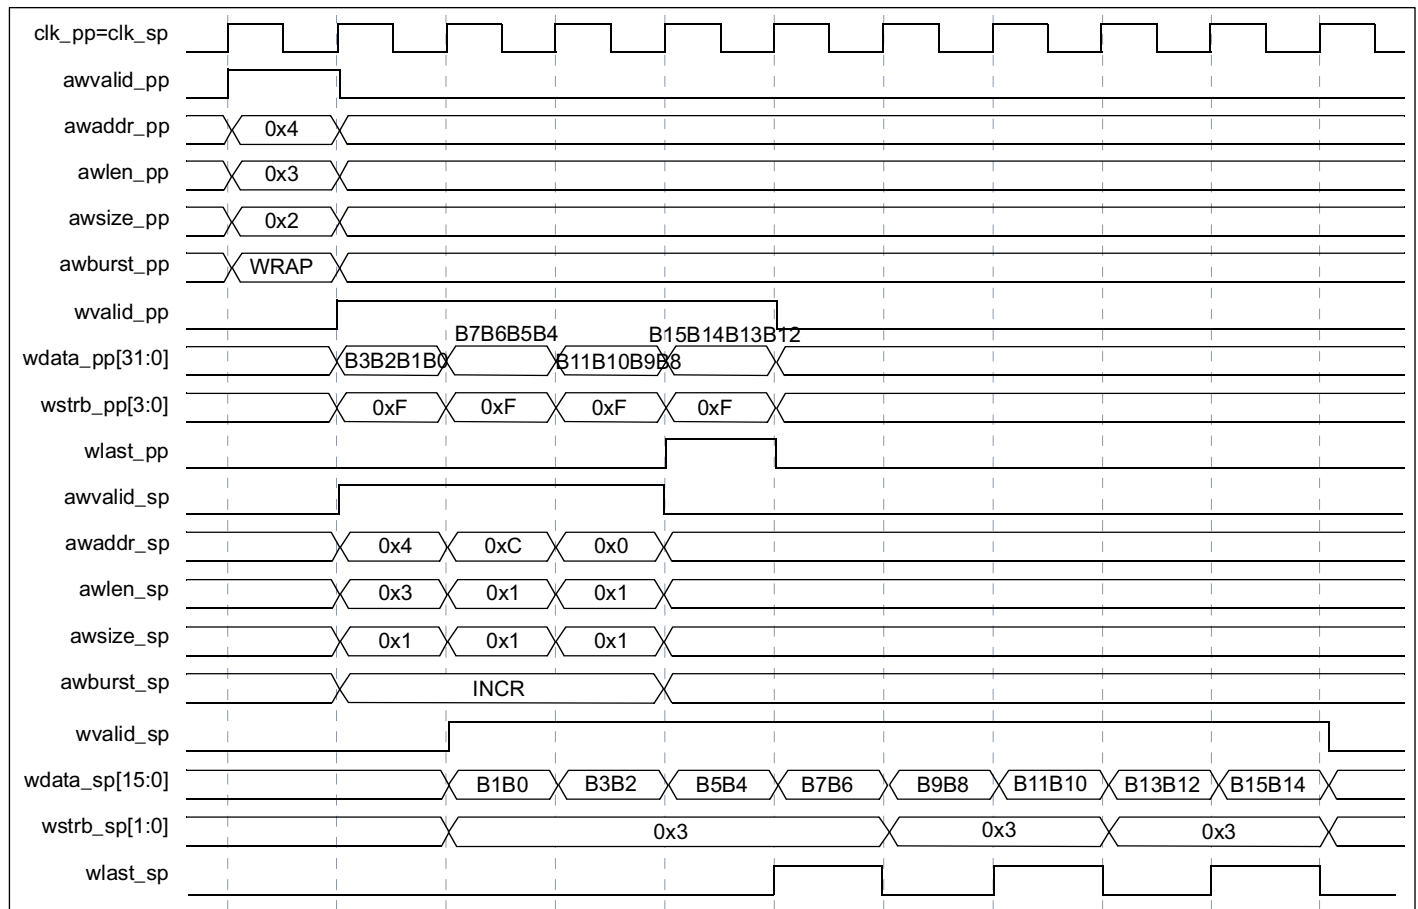 clk_pp=clk_sp
awvalid_pp
awaddr_pp 0x4
awlen_pp 0x3
awsize_pp 0x2
awburst_pp WRAP
wvalid_pp
B7B6B5B4 B15B14B13B12
wdata_pp[31:0] B3B2B1B0 B11B10B9B8
wstrb_pp[3:0] 0xF 0xF 0xF 0xF
wlast_pp
awvalid_sp
awaddr_sp 0x4 0xC 0x0
awlen_sp 0x3 0x1 0x1
awsize_sp 0x1 0x1 0x1
awburst_sp INCR
wvalid_sp
wdata_sp[15:0] B1B0 B3B2 B5B4 B7B6 B9B8 B11B10 B13B12 B15B14
wstrb_sp[1:0] 0x3 0x3 0x3
wlast_sp